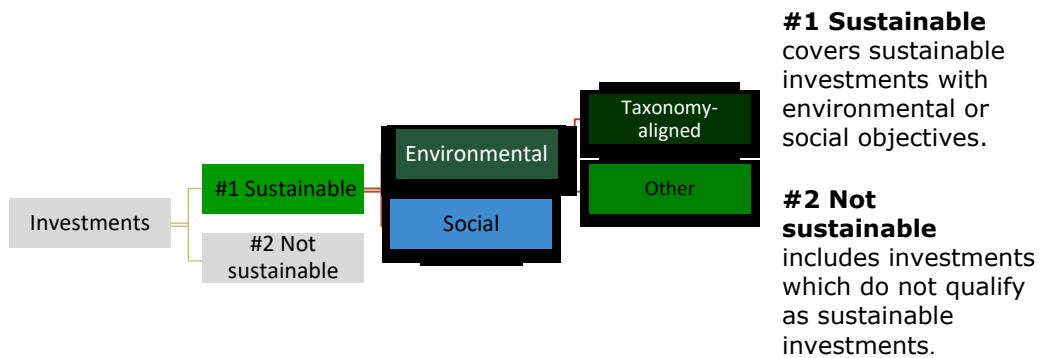 Investments
#1 Sustainable
#2 Not
sustainable
Environmental
Social
Taxonomy-
aligned
Other
#1 Sustainable
covers sustainable
investments with
environmental or
social objectives.
#2 Not
sustainable
includes investments
which do not qualify
as sustainable
investments.